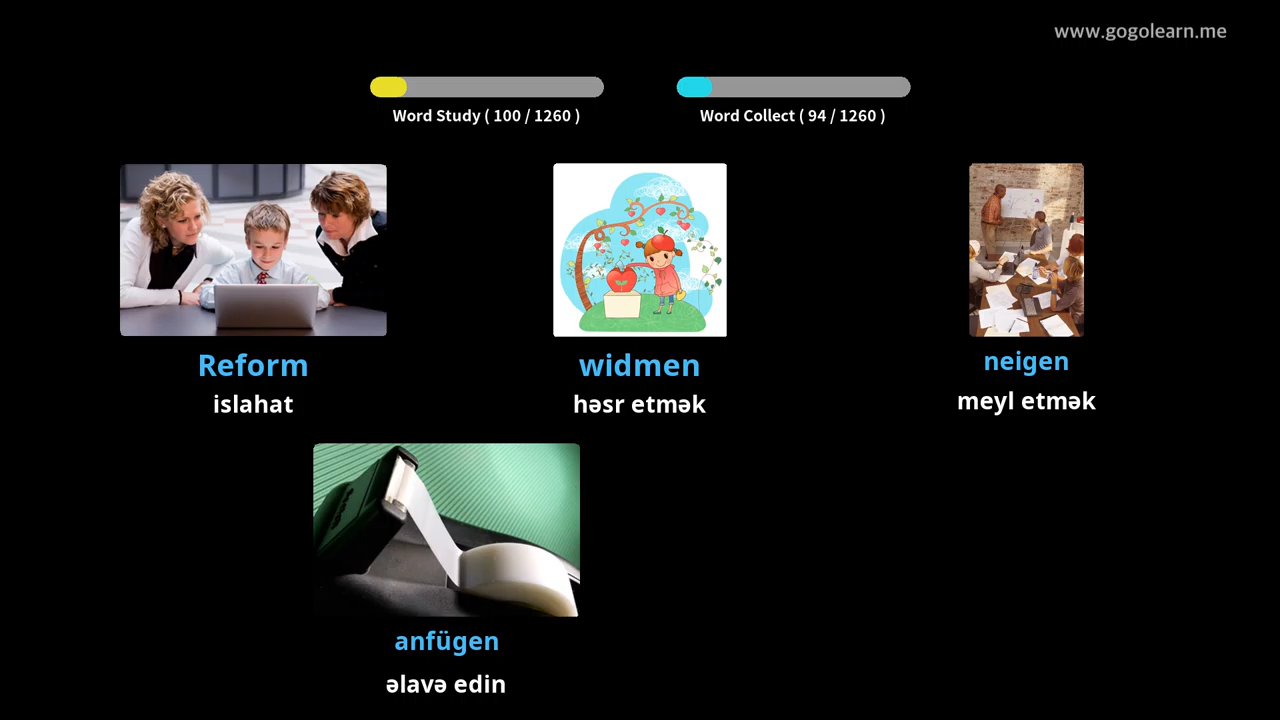 www.gogolearn.me
Word Study ( 100 / 1260 )
Word Collect ( 94 / 1260 )
Reform
islahat
widmen
həsr etmək
neigen
meyl etmək
anfügen
əlavə edin